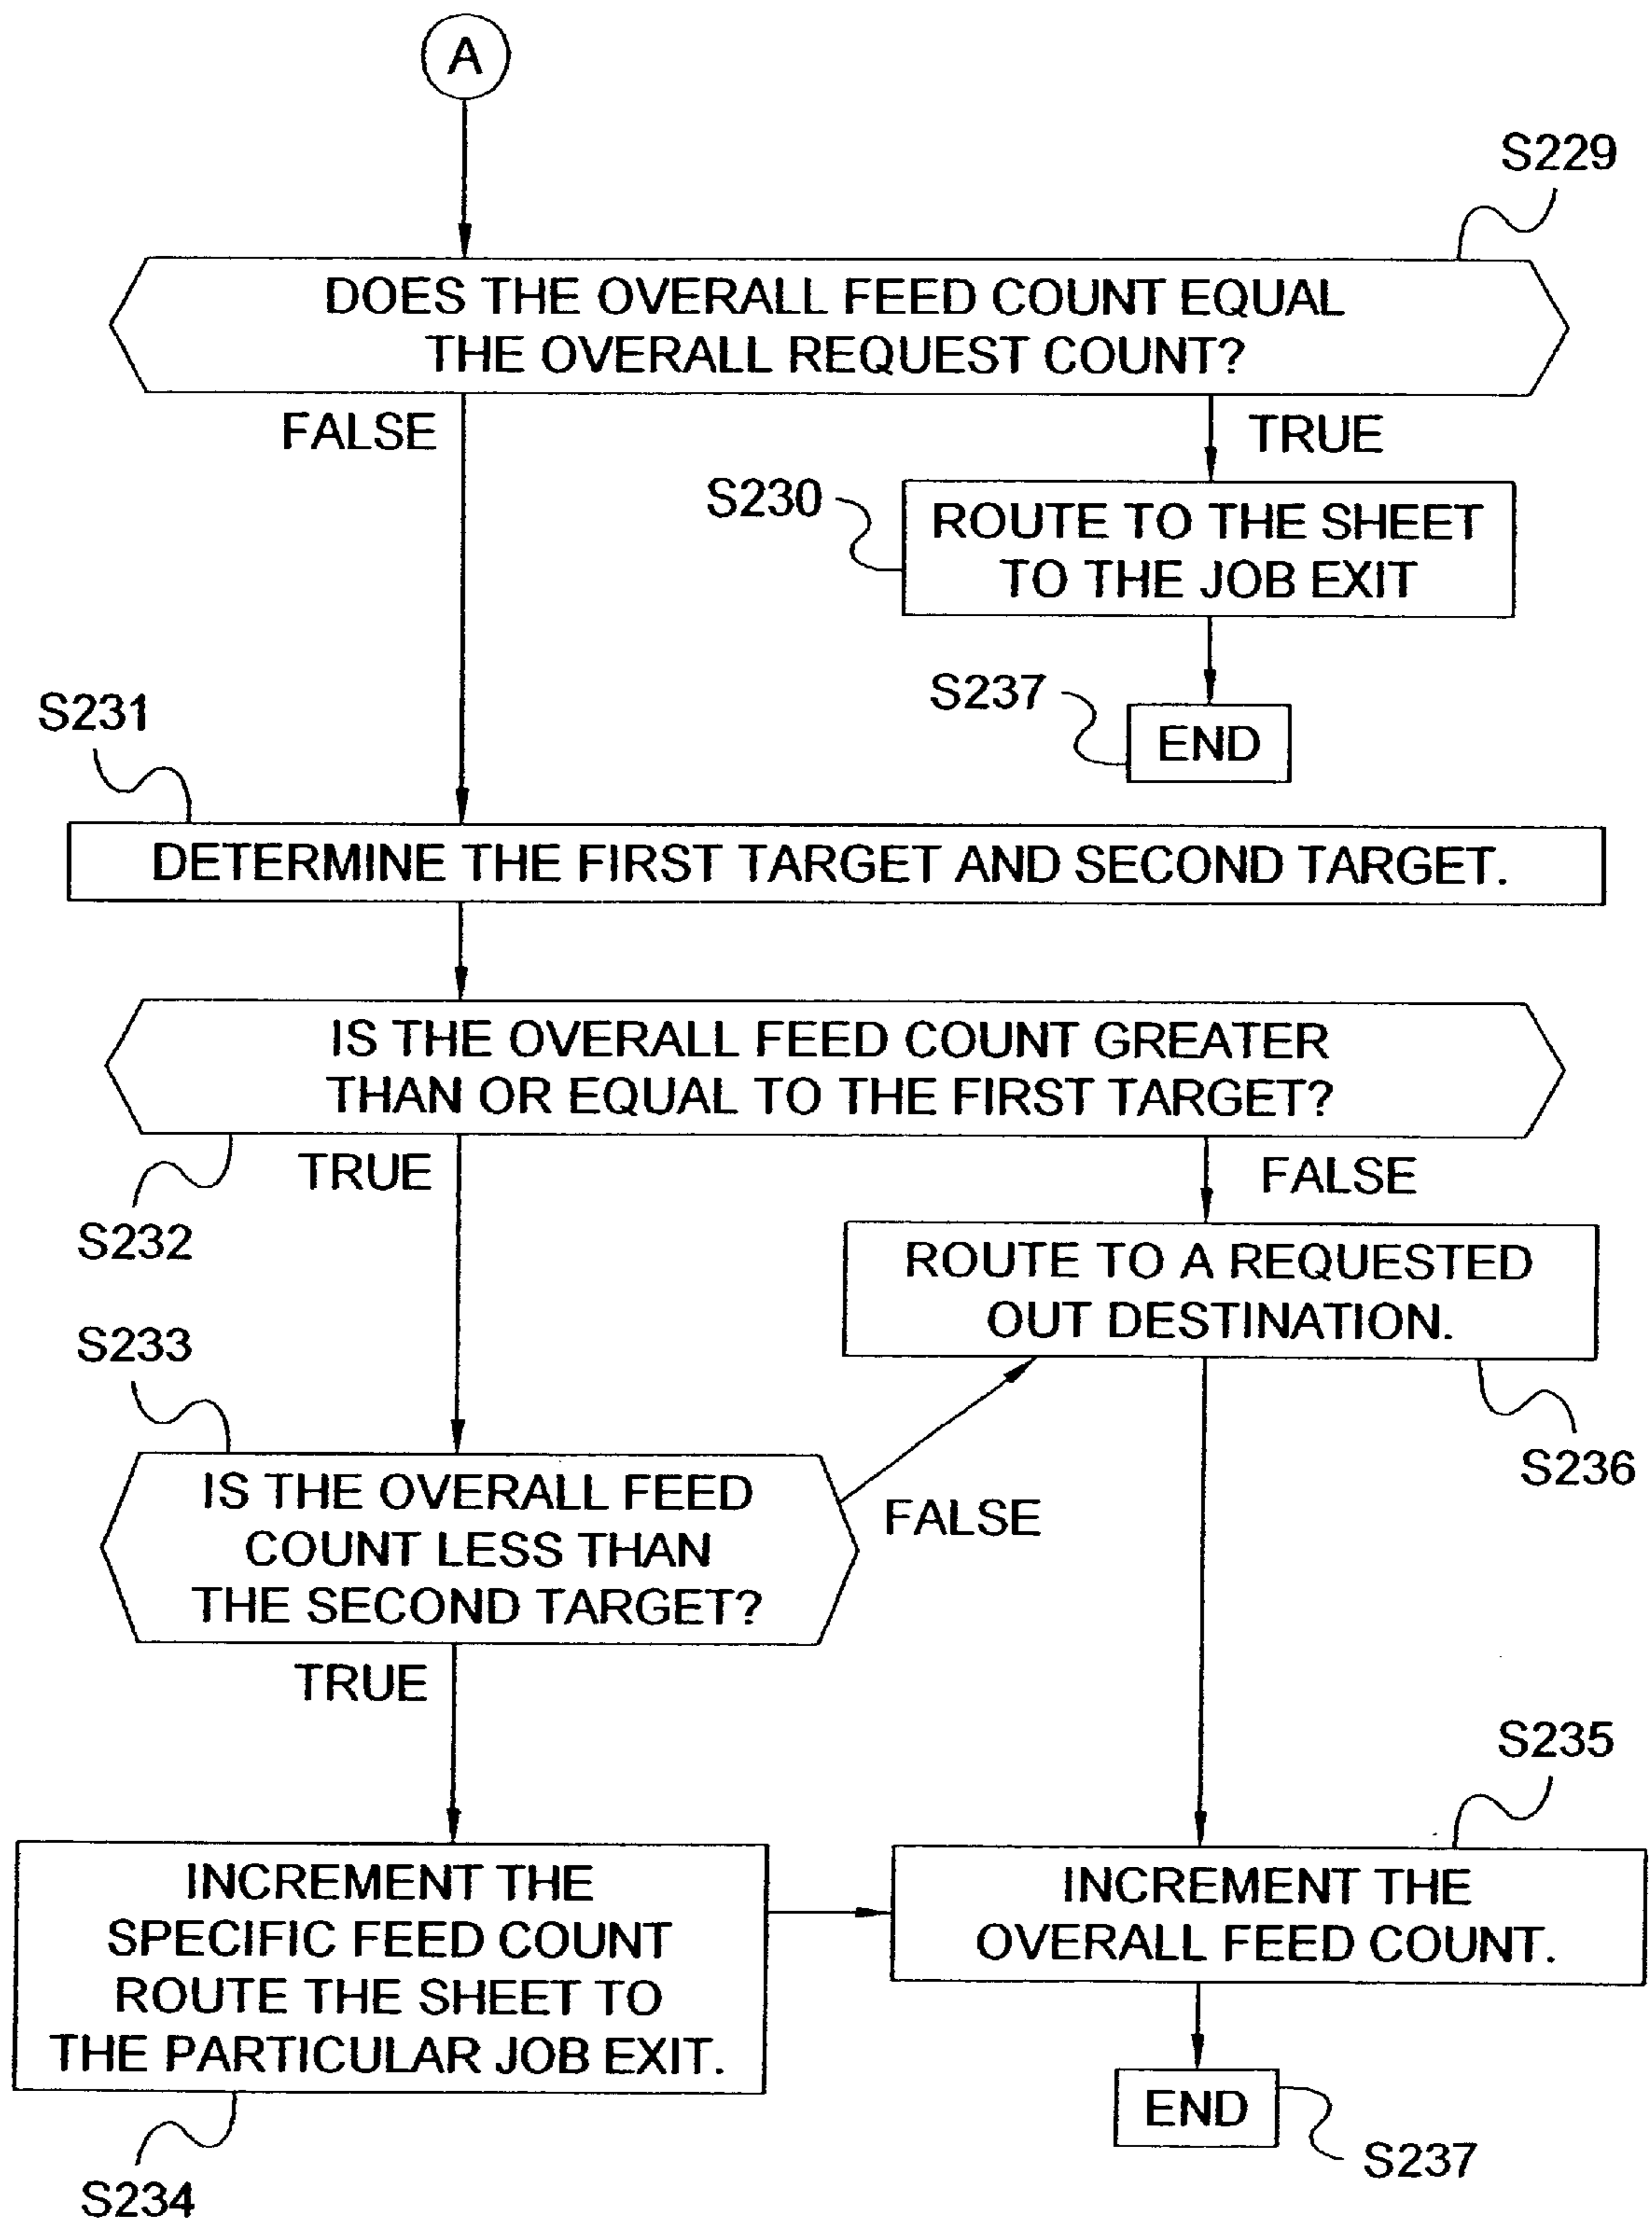 A
S229
DOES THE OVERALL FEED COUNT EQUAL
THE OVERALL REQUEST COUNT?
FALSE
TRUE
S230
ROUTE TO THE SHEET
TO THE JOB EXIT
S237
END
S231
DETERMINE THE FIRST TARGET AND SECOND TARGET.
IS THE OVERALL FEED COUNT GREATER
THAN OR EQUAL TO THE FIRST TARGET?
TRUE
FALSE
S232
ROUTE TO A REQUESTED
OUT DESTINATION.
S233
S236
IS THE OVERALL FEED
COUNT LESS THAN
THE SECOND TARGET?
FALSE
TRUE
S235
INCREMENT THE
SPECIFIC FEED COUNT
ROUTE THE SHEET TO
THE PARTICULAR JOB EXIT.
INCREMENT THE
OVERALL FEED COUNT.
END
S237
S234